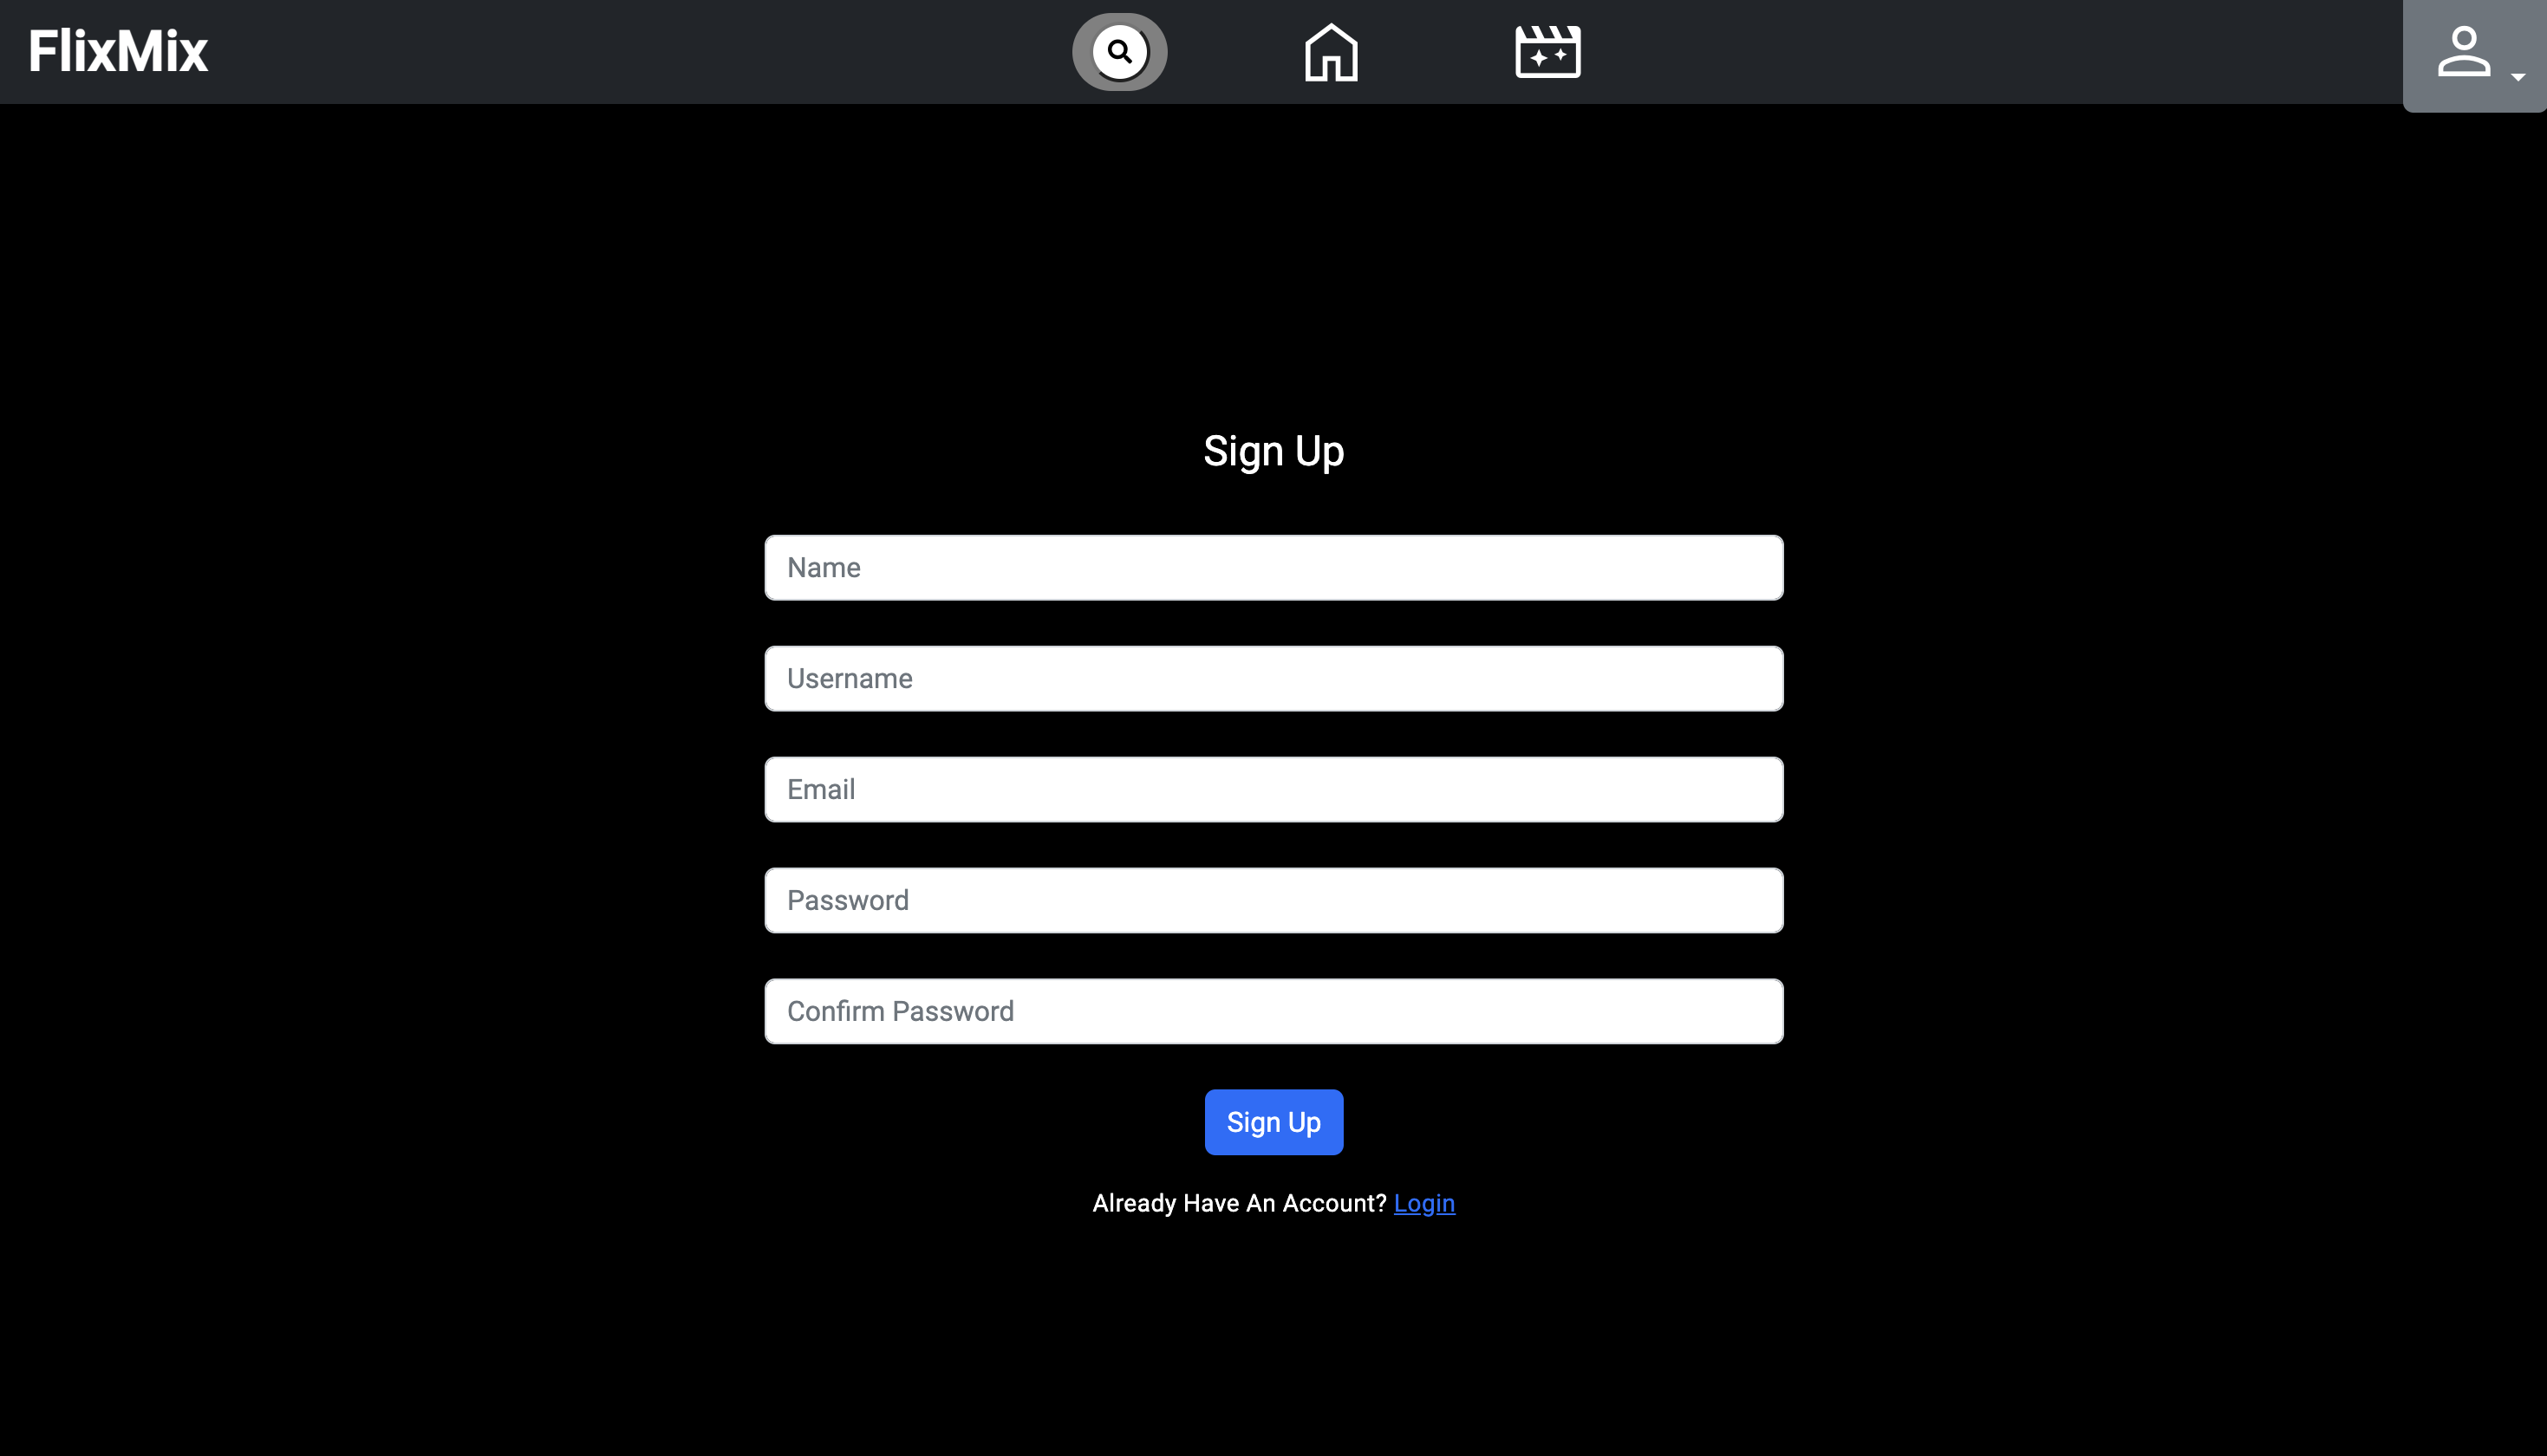 FlixMix
Sign Up
Name
Username
Email
Password
Confirm Password
Sign Up
Already Have An Account? Login